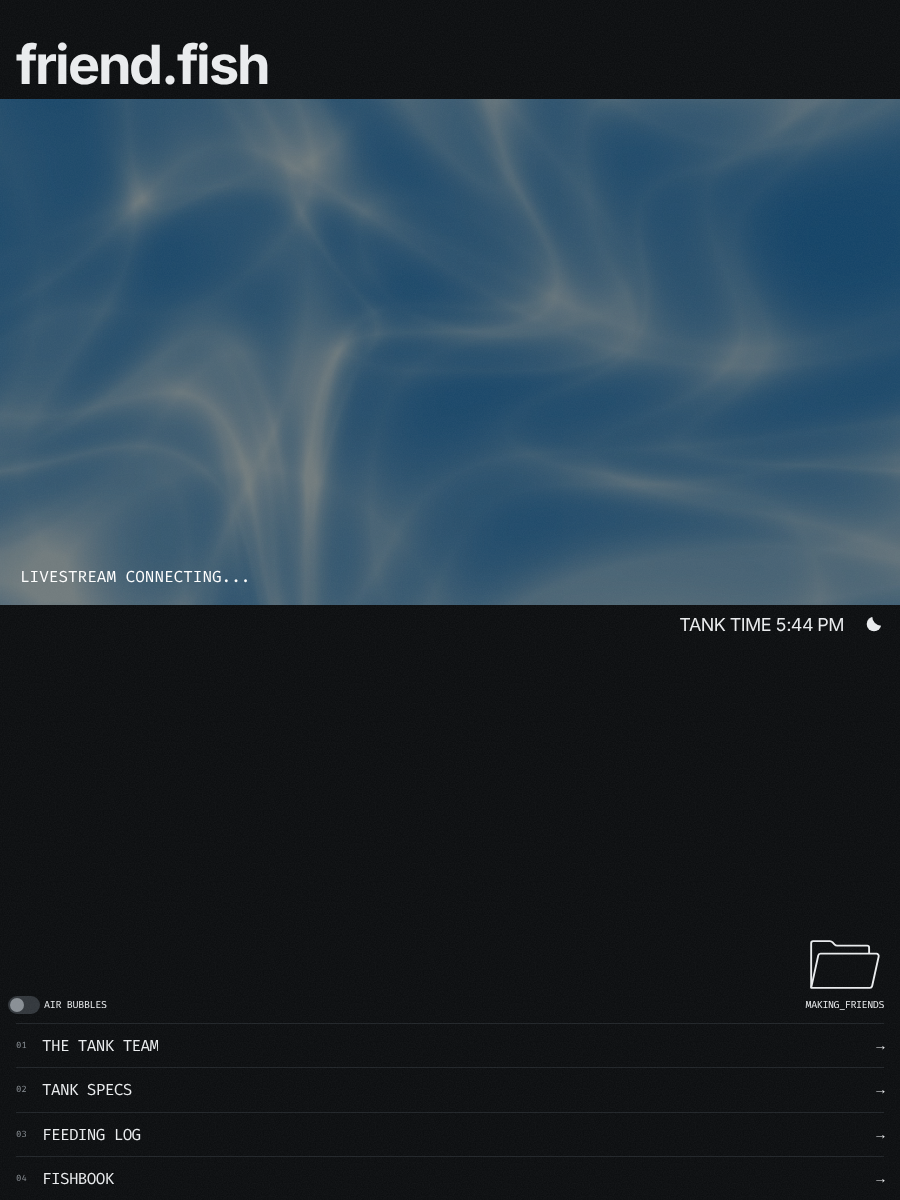 friend.fish
LIVESTREAM CONNECTING...
TANK TIME 5:44 PM
AIR BUBBLES
MAKING_FRIENDS
01 THE TANK TEAM →
02 TANK SPECS →
03 FEEDING LOG →
04 FISHBOOK →